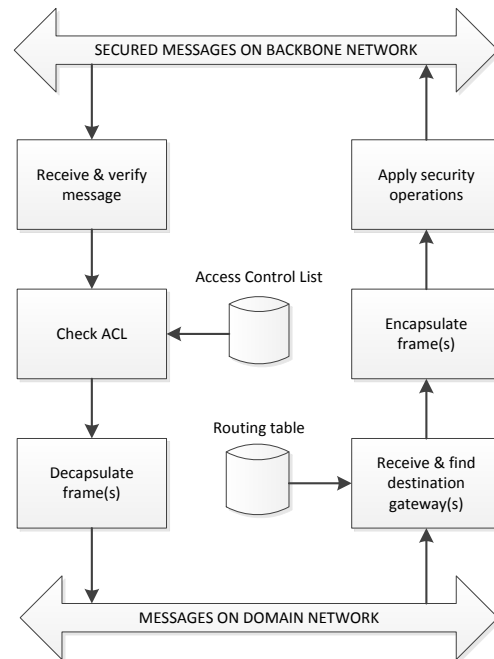 SECURED MESSAGES ON BACKBONE NETWORK
Receive & verify
message
Apply security
operations
Access Control List
Check ACL
Encapsulate
frame(s)
Routing table
Decapsulate
frame(s)
Receive & find
destination
gateway(s)
MESSAGES ON DOMAIN NETWORK